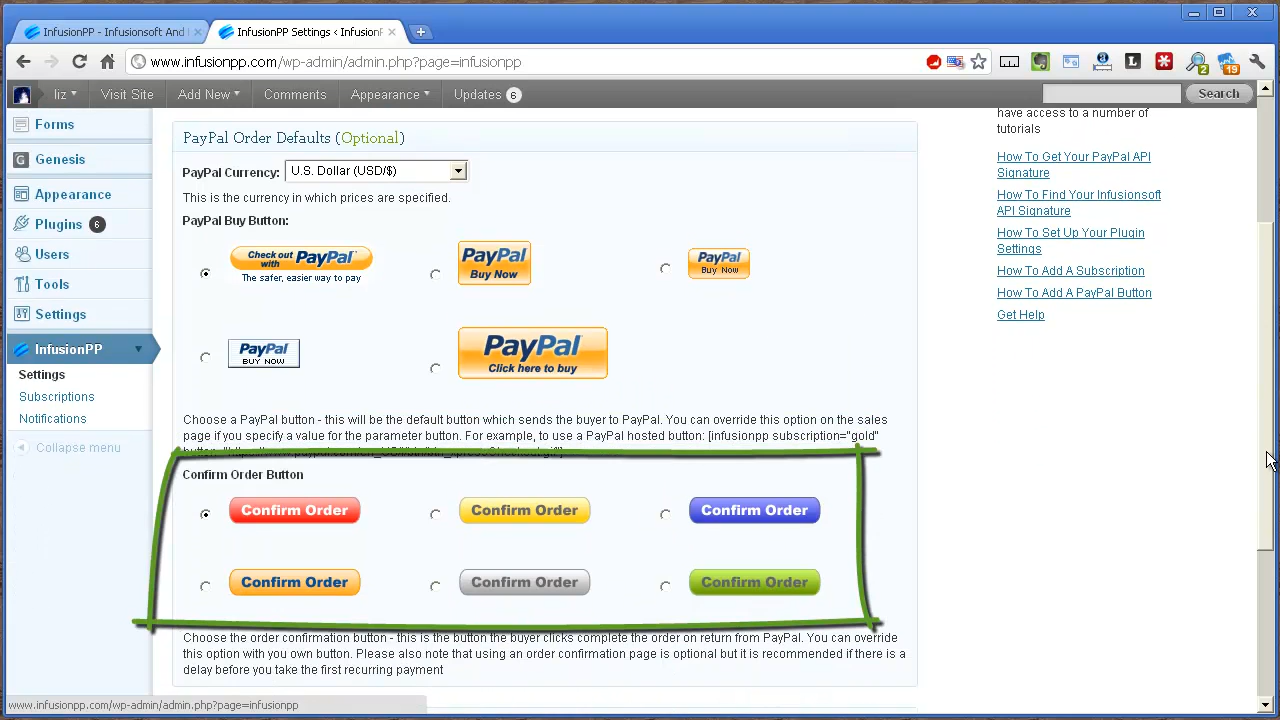 InfusionPP - Infusionsoft And
InfusionPP Settings ‹ InfusionF
www.infusionpp.com/wp-admin/admin.php?page=infusionpp
2
19
liz
Visit Site
Add New
Comments
Appearance
Updates 6
Search
Forms
Genesis
Appearance
Plugins 6
Users
Tools
Settings
InfusionPP
Settings
Subscriptions
Notifications
Collapse menu
PayPal Order Defaults (Optional)
PayPal Currency: U.S. Dollar (USD/$)
This is the currency in which prices are specified.
PayPal Buy Button:
Check out with PayPal
The safer, easier way to pay
PayPal
Buy Now
PayPal
Buy Now
PayPal
BUY NOW
PayPal
Click here to buy
Choose a PayPal button - this will be the default button which sends the buyer to PayPal. You can override this option on the sales
page if you specify a value for the parameter button. For example, to use a PayPal hosted button: [infusionpp subscription="gold"
Confirm Order Button
Confirm Order
Confirm Order
Confirm Order
Confirm Order
Confirm Order
Confirm Order
Choose the order confirmation button - this is the button the buyer clicks complete the order on return from PayPal. You can override
this option with you own button. Please also note that using an order confirmation page is optional but it is recommended if there is a
delay before you take the first recurring payment
have access to a number of
tutorials
How To Get Your PayPal API
Signature
How To Find Your Infusionsoft
API Signature
How To Set Up Your Plugin
Settings
How To Add A Subscription
How To Add A PayPal Button
Get Help
www.infusionpp.com/wp-admin/admin.php?page=infusionpp